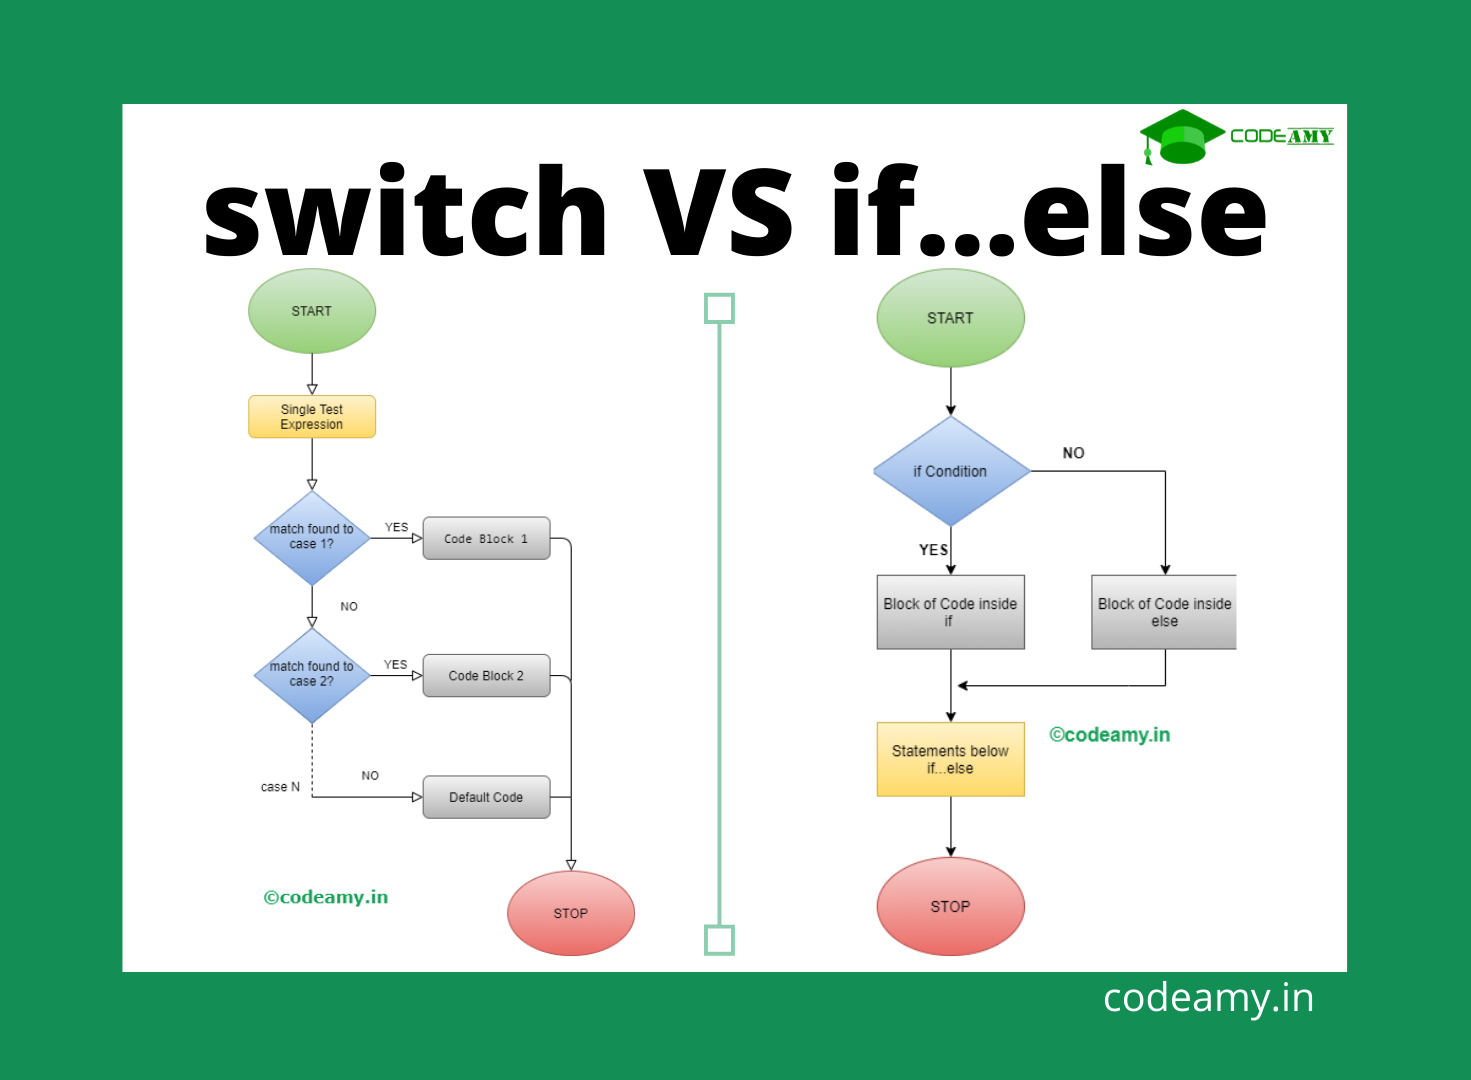 CODEAMY
switch VS if...else
START
Single Test
Expression
match found to
case 1?
YES
Code Block 1
NO
match found to
case 2?
YES
Code Block 2
case N
NO
Default Code
STOP
©codeamy.in
START
if Condition
NO
YES
Block of Code inside
if
Block of Code inside
else
Statements below
if...else
©codeamy.in
STOP
codeamy.in